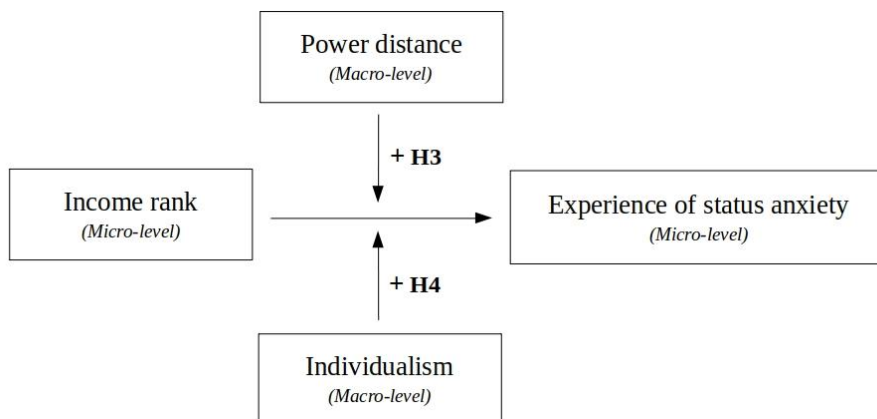 Power distance
(Macro-level)
+ H3
Income rank
(Micro-level)
Experience of status anxiety
(Micro-level)
+ H4
Individualism
(Macro-level)